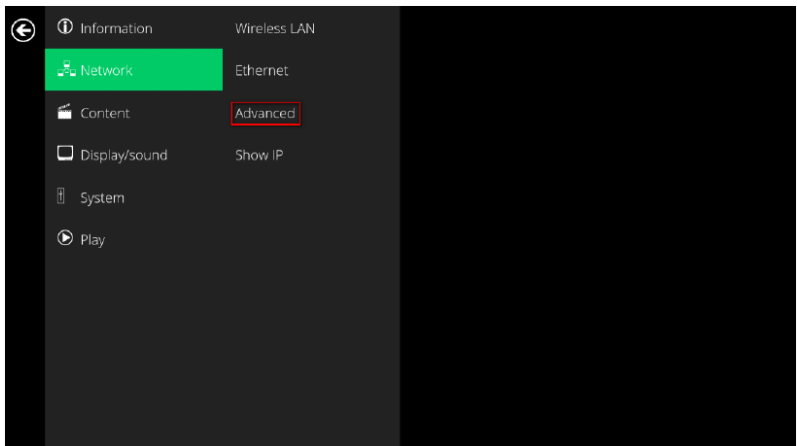 Information
Network
Content
Display/sound
System
Play
Wireless LAN
Ethernet
Advanced
Show IP